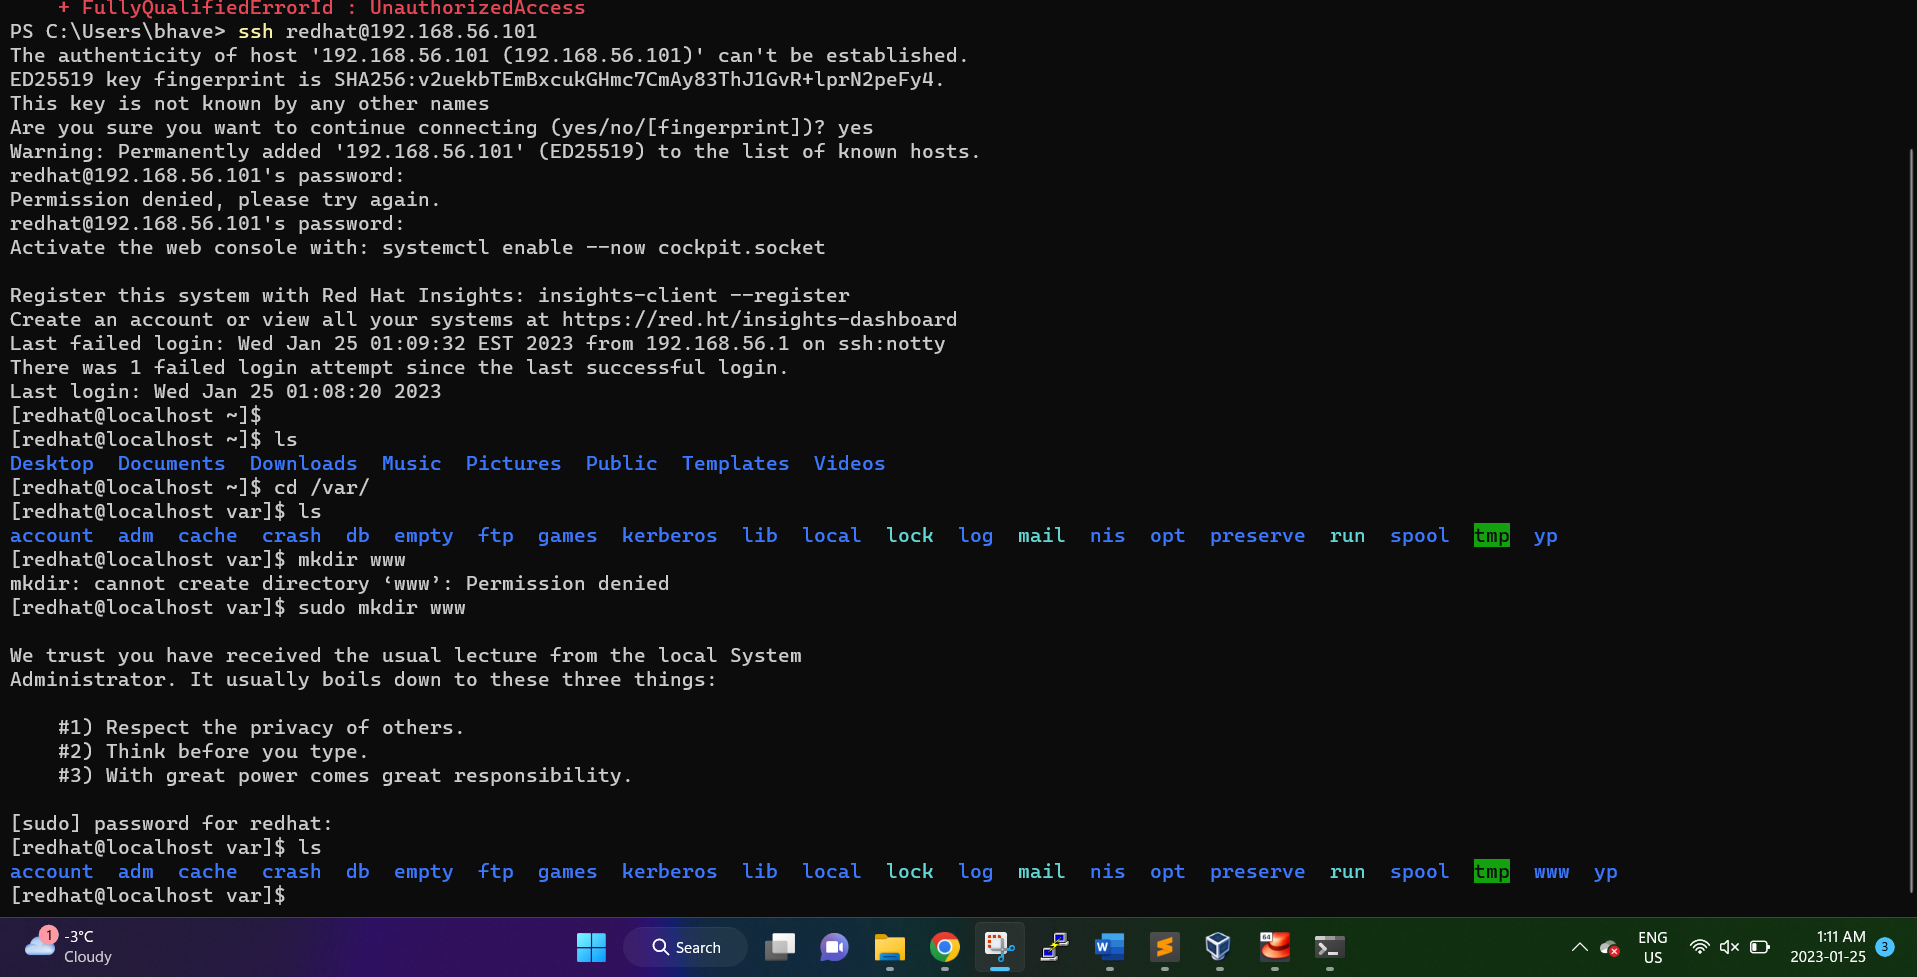 + FullyQualifiedErrorId : UnauthorizedAccess
PS C:\Users\bhave> ssh redhat@192.168.56.101
The authenticity of host '192.168.56.101 (192.168.56.101)' can't be established.
ED25519 key fingerprint is SHA256:v2uekbTEmBxcukGHmc7CmAy83ThJ1GvR+lprN2peFy4.
This key is not known by any other names
Are you sure you want to continue connecting (yes/no/[fingerprint])? yes
Warning: Permanently added '192.168.56.101' (ED25519) to the list of known hosts.
redhat@192.168.56.101's password:
Permission denied, please try again.
redhat@192.168.56.101's password:
Activate the web console with: systemctl enable --now cockpit.socket

Register this system with Red Hat Insights: insights-client --register
Create an account or view all your systems at https://red.ht/insights-dashboard
Last failed login: Wed Jan 25 01:09:32 EST 2023 from 192.168.56.1 on ssh:notty
There was 1 failed login attempt since the last successful login.
Last login: Wed Jan 25 01:08:20 2023
[redhat@localhost ~]$
[redhat@localhost ~]$ ls
Desktop  Documents  Downloads  Music  Pictures  Public  Templates  Videos
[redhat@localhost ~]$ cd /var/
[redhat@localhost var]$ ls
account  adm  cache  crash  db  empty  ftp  games  kerberos  lib  local  lock  log  mail  nis  opt  preserve  run  spool  tmp  yp
[redhat@localhost var]$ mkdir www
mkdir: cannot create directory ‘www’: Permission denied
[redhat@localhost var]$ sudo mkdir www

We trust you have received the usual lecture from the local System
Administrator. It usually boils down to these three things:

    #1) Respect the privacy of others.
    #2) Think before you type.
    #3) With great power comes great responsibility.

[sudo] password for redhat:
[redhat@localhost var]$ ls
account  adm  cache  crash  db  empty  ftp  games  kerberos  lib  local  lock  log  mail  nis  opt  preserve  run  spool  tmp  www  yp
[redhat@localhost var]$
1
-3°C
Cloudy
Search
W
64
ENG
US
1:11 AM
2023-01-25
3